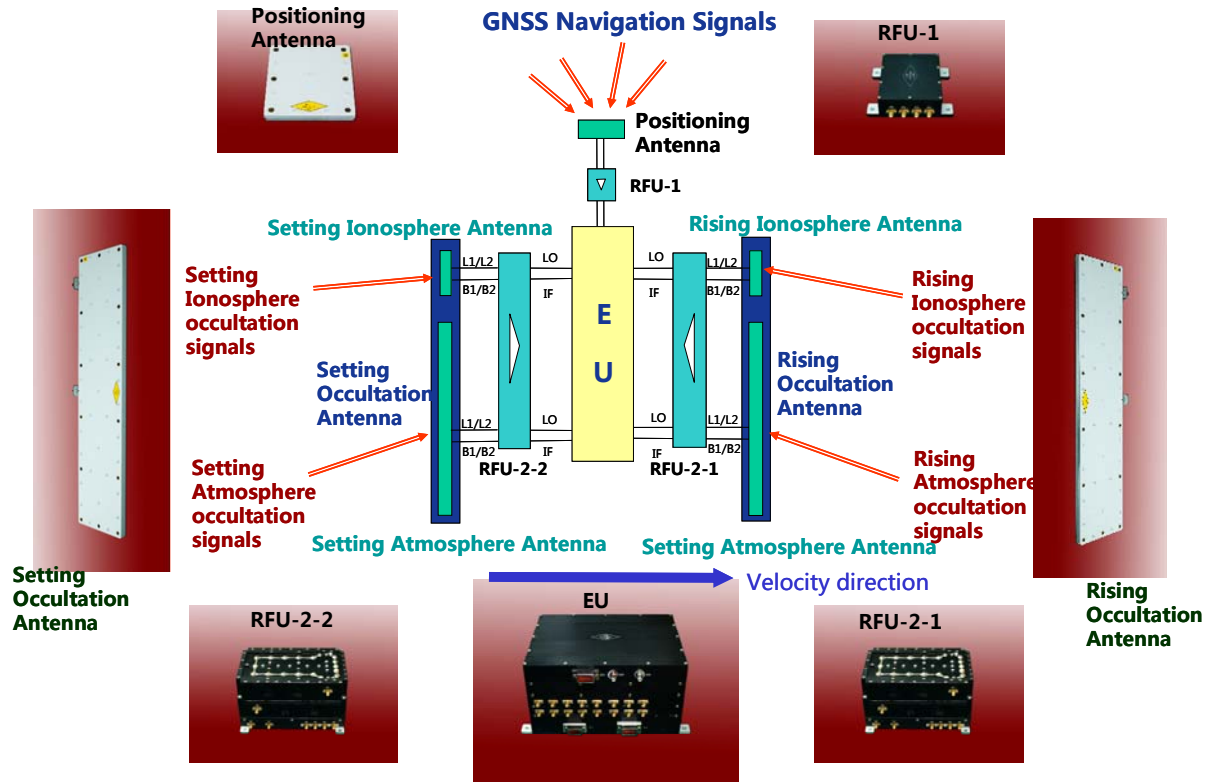 Positioning
Antenna
GNSS Navigation Signals
RFU-1
Positioning
Antenna
RFU-1
Setting Ionosphere Antenna
Rising Ionosphere Antenna
Setting
Ionosphere
occultation
signals
L1/L2
B1/B2
LO
IF
E
U
LO
IF
L1/L2
B1/B2
Rising
Ionosphere
occultation
signals
Setting
Occultation
Antenna
Rising
Occultation
Antenna
L1/L2
B1/B2
LO
IF
LO
IF
L1/L2
B1/B2
RFU-2-2
RFU-2-1
Setting
Atmosphere
occultation
signals
Rising
Atmosphere
occultation
signals
Setting Atmosphere Antenna
Setting Atmosphere Antenna
Velocity direction
Setting
Occultation
Antenna
Rising
Occultation
Antenna
RFU-2-2
EU
RFU-2-1